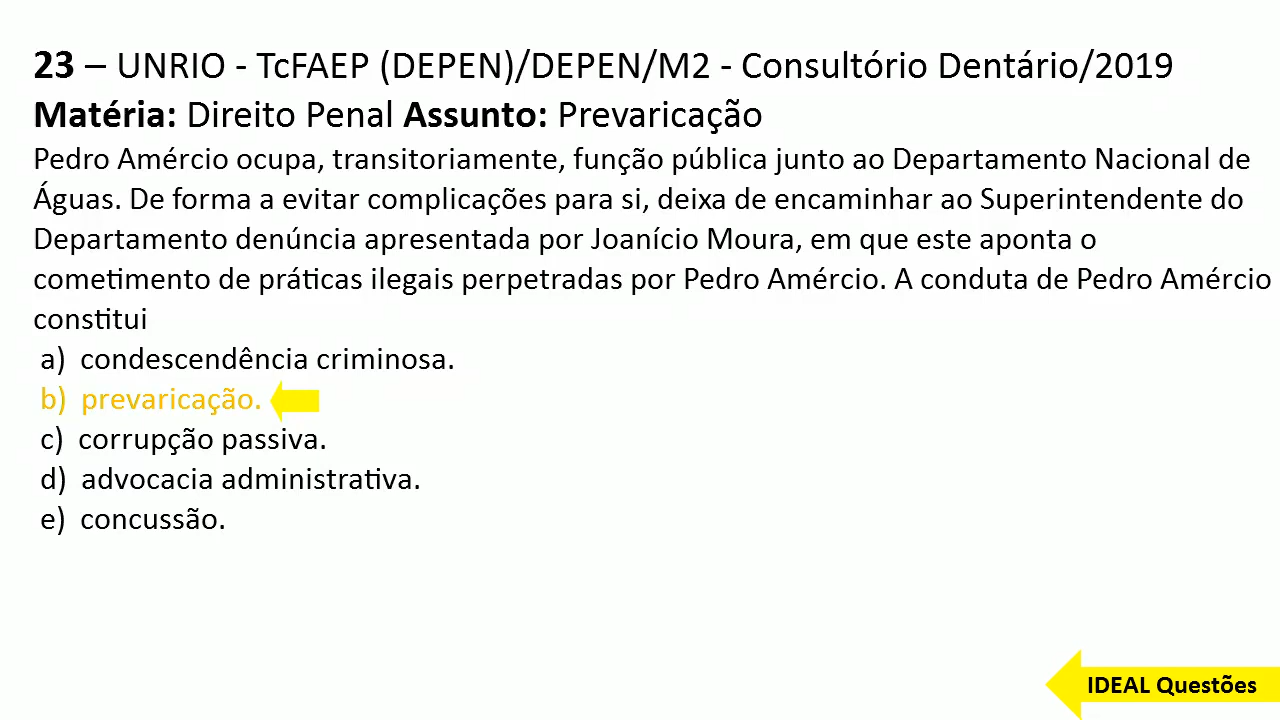 23 – UNRIO - TcFAEP (DEPEN)/DEPEN/M2 - Consultório Dentário/2019
Matéria: Direito Penal Assunto: Prevaricação
Pedro Amércio ocupa, transitoriamente, função pública junto ao Departamento Nacional de
Águas. De forma a evitar complicações para si, deixa de encaminhar ao Superintendente do
Departamento denúncia apresentada por Joanício Moura, em que este aponta o
cometimento de práticas ilegais perpetradas por Pedro Amércio. A conduta de Pedro Amércio
constitui
a) condescendência criminosa.
b) prevaricação.
c) corrupção passiva.
d) advocacia administrativa.
e) concussão.
IDEAL Questões